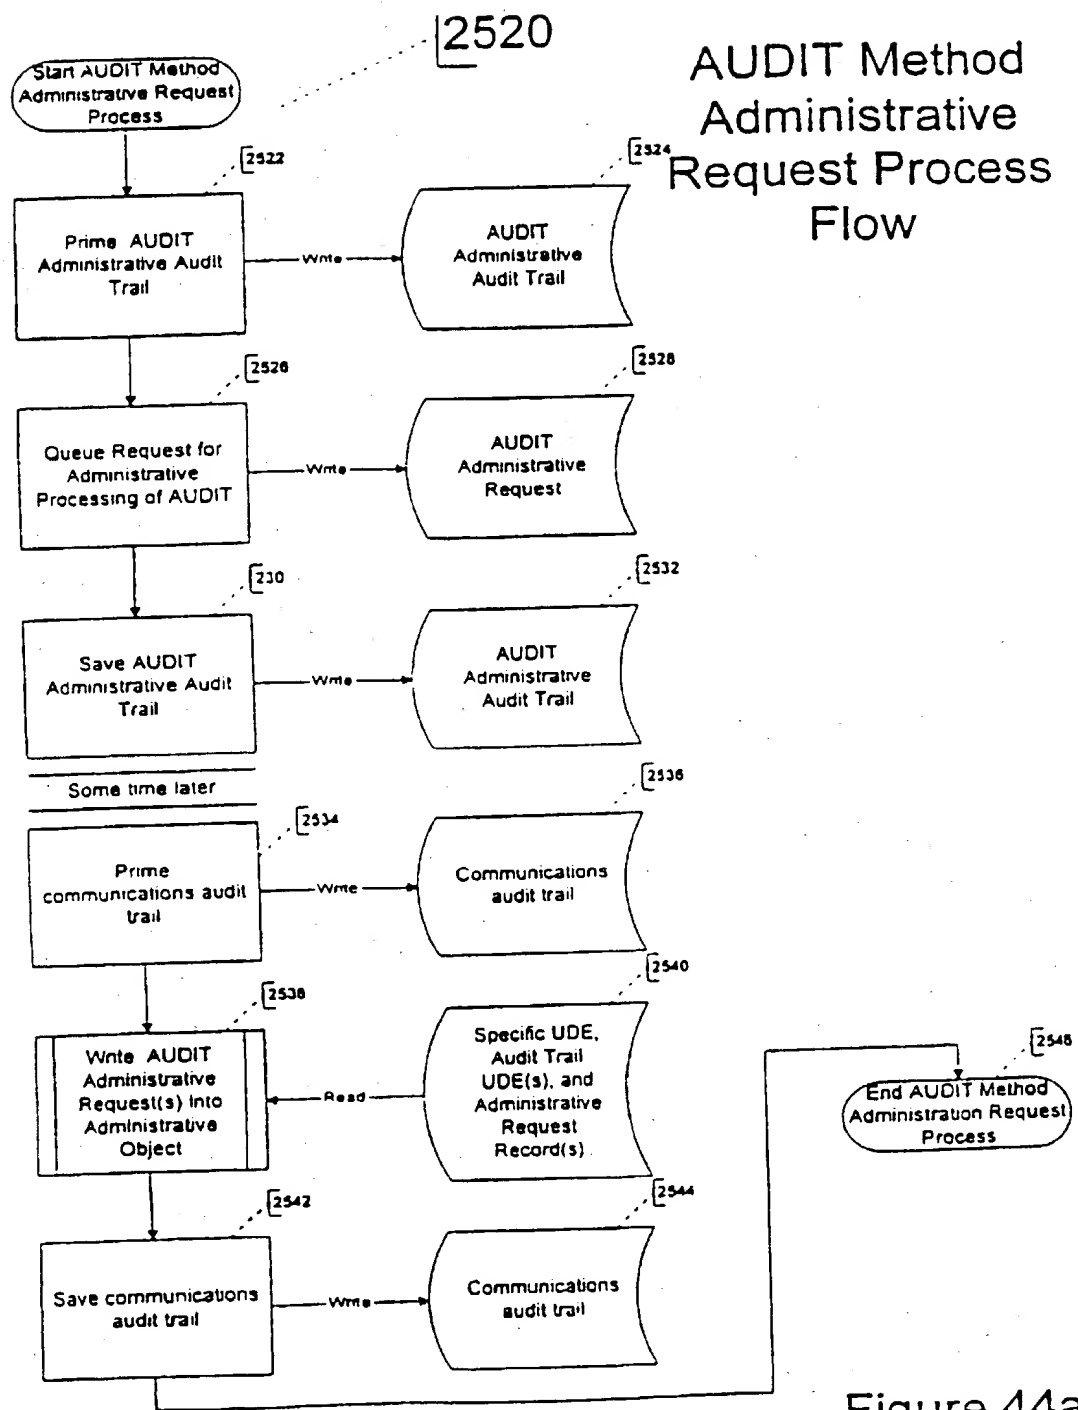 2520
AUDIT Method
Administrative
Request Process
Flow
Start AUDIT Method
Administrative Request
Process
2522
Prime AUDIT
Administrative Audit
Trail
Write
2524
AUDIT
Administrative
Audit Trail
2526
Queue Request for
Administrative
Processing of AUDIT
Write
2528
AUDIT
Administrative
Request
230
Save AUDIT
Administrative Audit
Trail
Write
2532
AUDIT
Administrative
Audit Trail
Some time later
2534
Prime
communications audit
trail
Write
2536
Communications
audit trail
2538
Write AUDIT
Administrative
Request(s) Into
Administrative
Object
Read
2540
Specific UDE,
Audit Trail
UDE(s), and
Administrative
Request
Record(s)
2542
Save communications
audit trail
Write
2544
Communications
audit trail
2546
End AUDIT Method
Administration Request
Process
Figure 44a